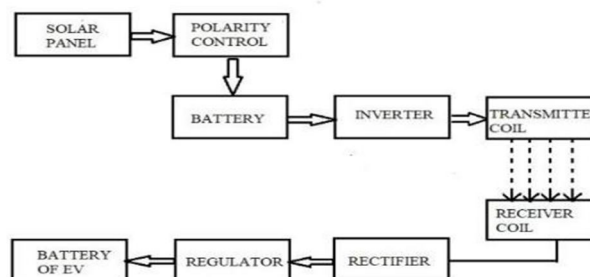 SOLAR
PANEL
POLARITY
CONTROL
BATTERY
INVERTER
TRANSMITTE
COIL
RECEIVER
COIL
BATTERY
OF EV
REGULATOR
RECTIFIER